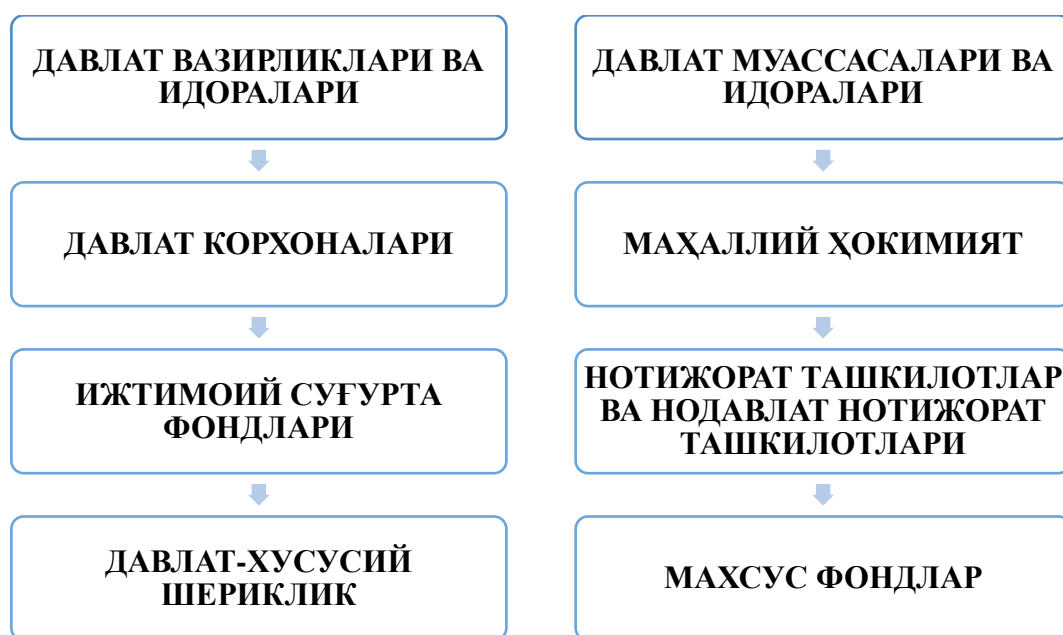 ДАВЛАТ ВАЗИРЛИКЛАРИ ВА
ИДОРАЛАРИ
ДАВЛАТ КОРХОНАЛАРИ
ИЖТИМОИЙ СУҒУРТА
ФОНДЛАРИ
ДАВЛАТ-ХУСУСИЙ
ШЕРИКЛИК
ДАВЛАТ МУАССАСАЛАРИ ВА
ИДОРАЛАРИ
МАҲАЛЛИЙ ҲОКИМИЯТ
НОТИЖОРАТ ТАШКИЛОТЛАР
ВА НОДАВЛАТ НОТИЖОРАТ
ТАШКИЛОТЛАРИ
МАХСУС ФОНДЛАР